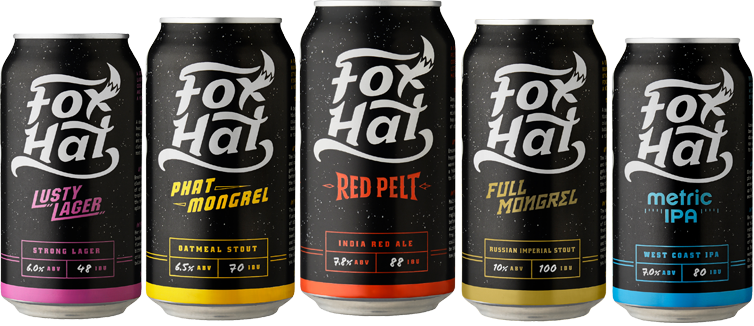 Fox
Hat
LUSTY
LAGER
STRONG LAGER
6.0% ABV 48 IBU
Fox
Hat
PHAT
MONGREL
OATMEAL STOUT
6.5% ABV 70 IBU
Fox
Hat
RED PELT
INDIA RED ALE
7.8% ABV 88 IBU
Fox
Hat
FULL
MONGREL
RUSSIAN IMPERIAL STOUT
10% ABV 100 IBU
Fox
Hat
metric
IPA
WEST COAST IPA
7.0% ABV 80 IBU